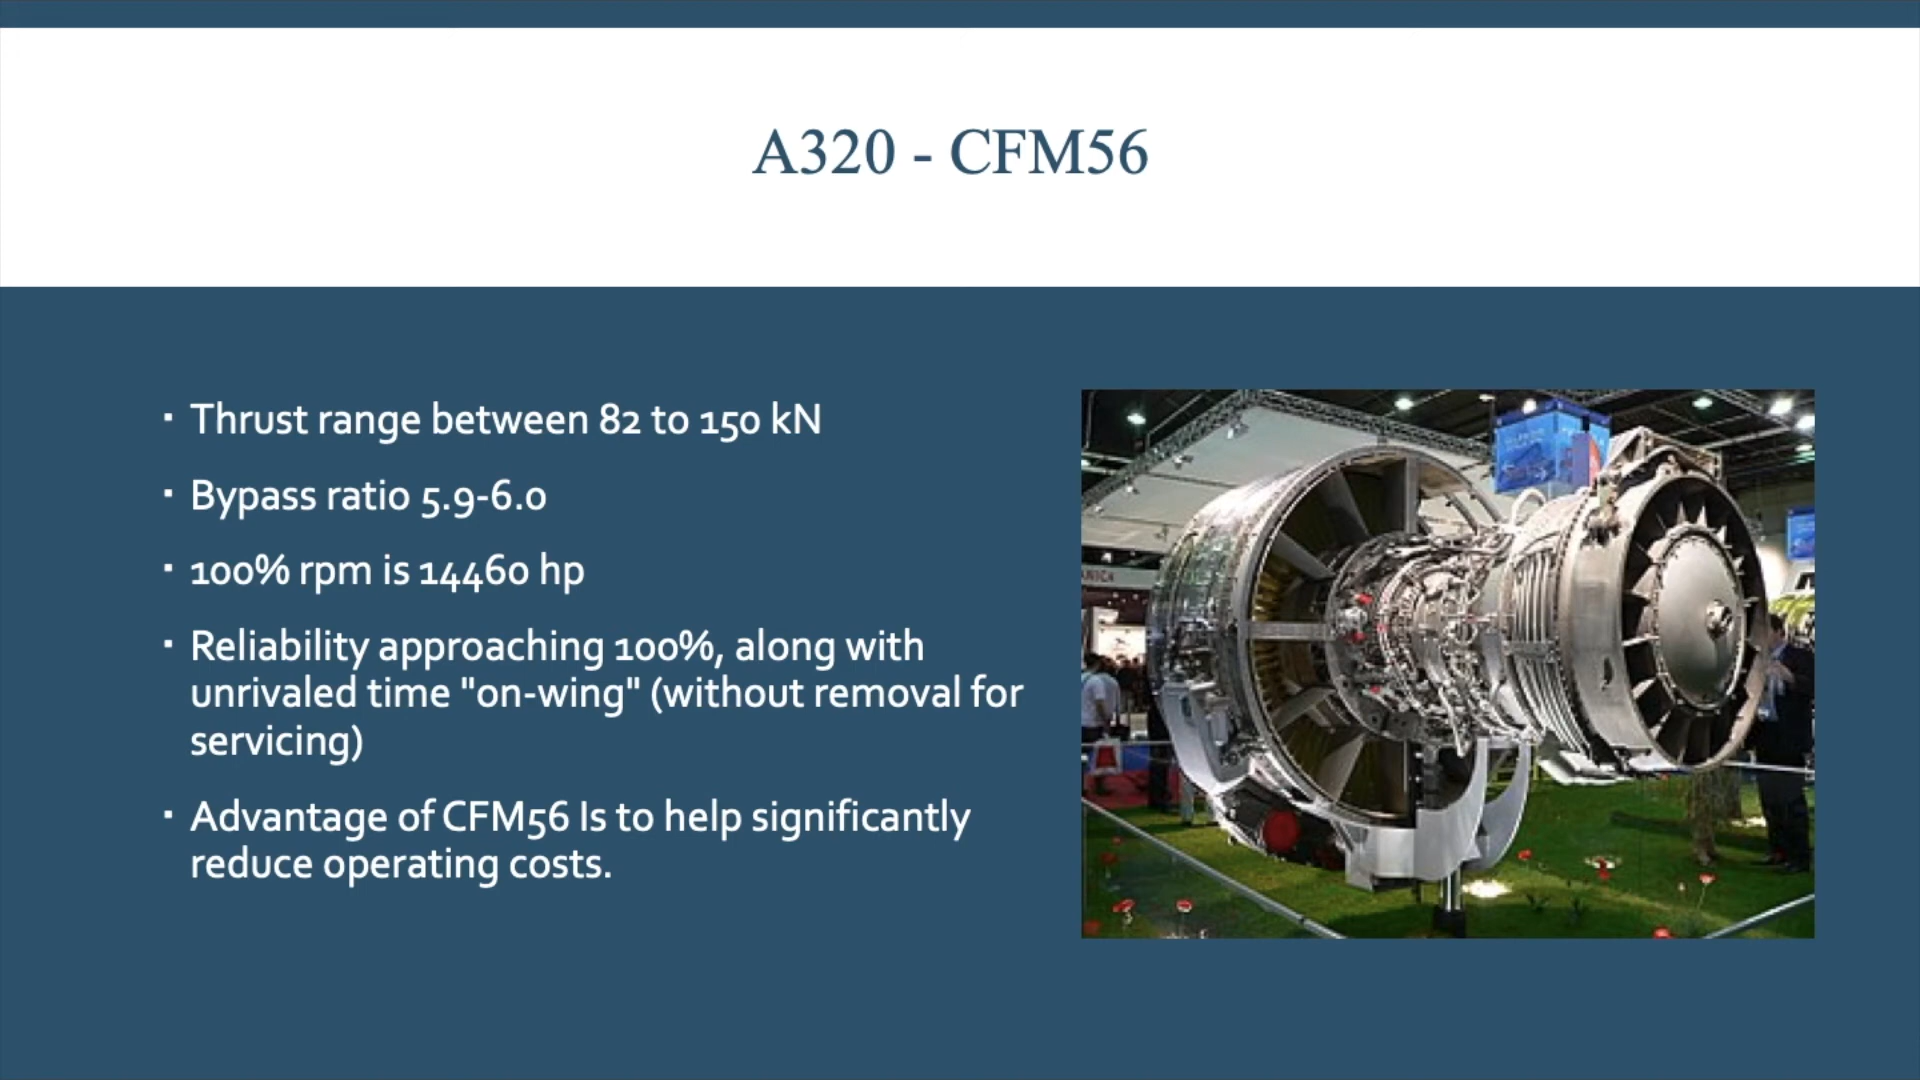 A320 - CFM56
▪ Thrust range between 82 to 150 kN
▪ Bypass ratio 5.9-6.0
▪ 100% rpm is 14460 hp
▪ Reliability approaching 100%, along with
unrivaled time "on-wing" (without removal for
servicing)
▪ Advantage of CFM56 Is to help significantly
reduce operating costs.